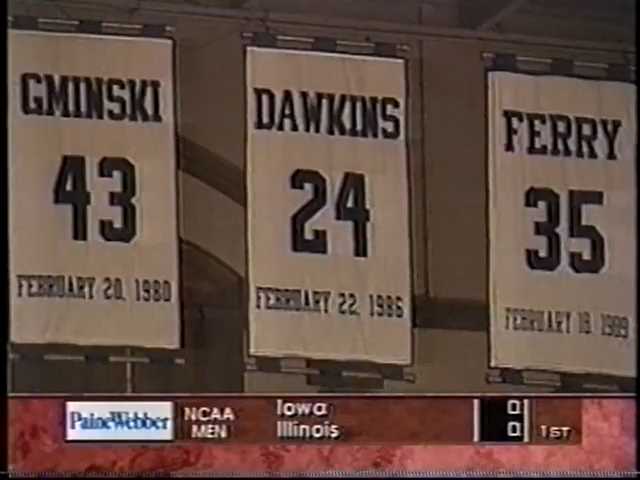 GMINSKI
43
FEBRUARY 20, 1980
DAWKINS
24
FEBRUARY 22, 1986
FERRY
35
FEBRUARY 18, 1989
PaineWebber
NCAA MEN
Iowa 0
Illinois 0
1ST